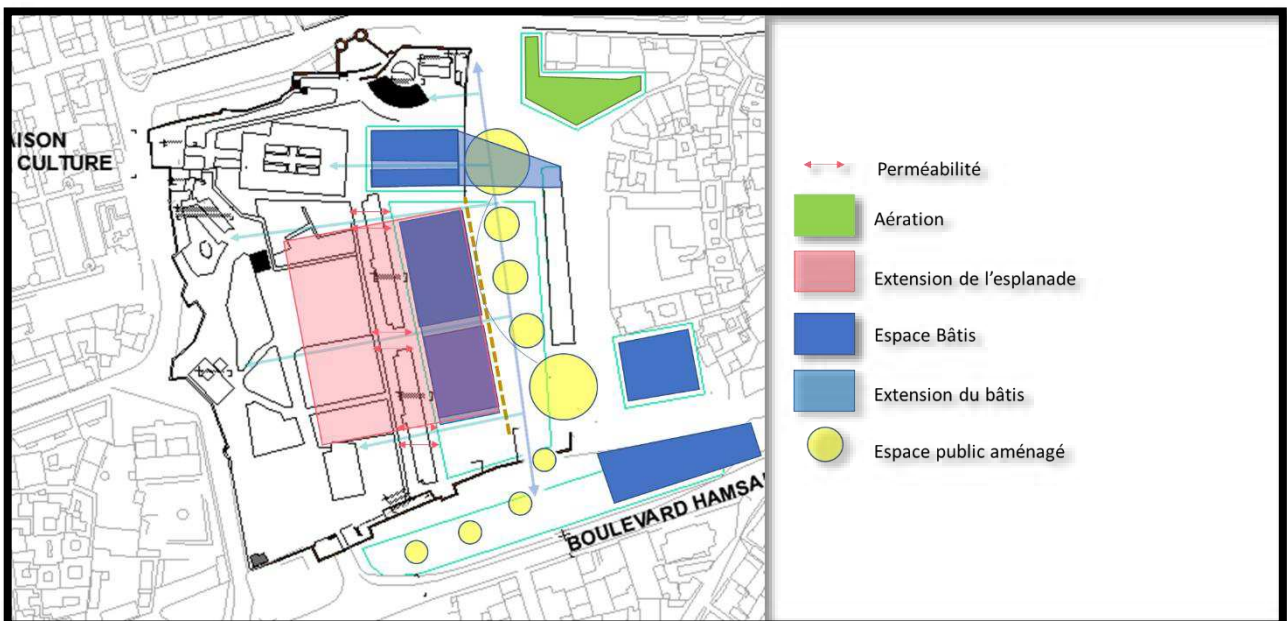 AISON
CULTURE
BOULEVARD HAMSA
Perméabilité
Aération
Extension de l'esplanade
Espace Bâtis
Extension du bâtis
Espace public aménagé